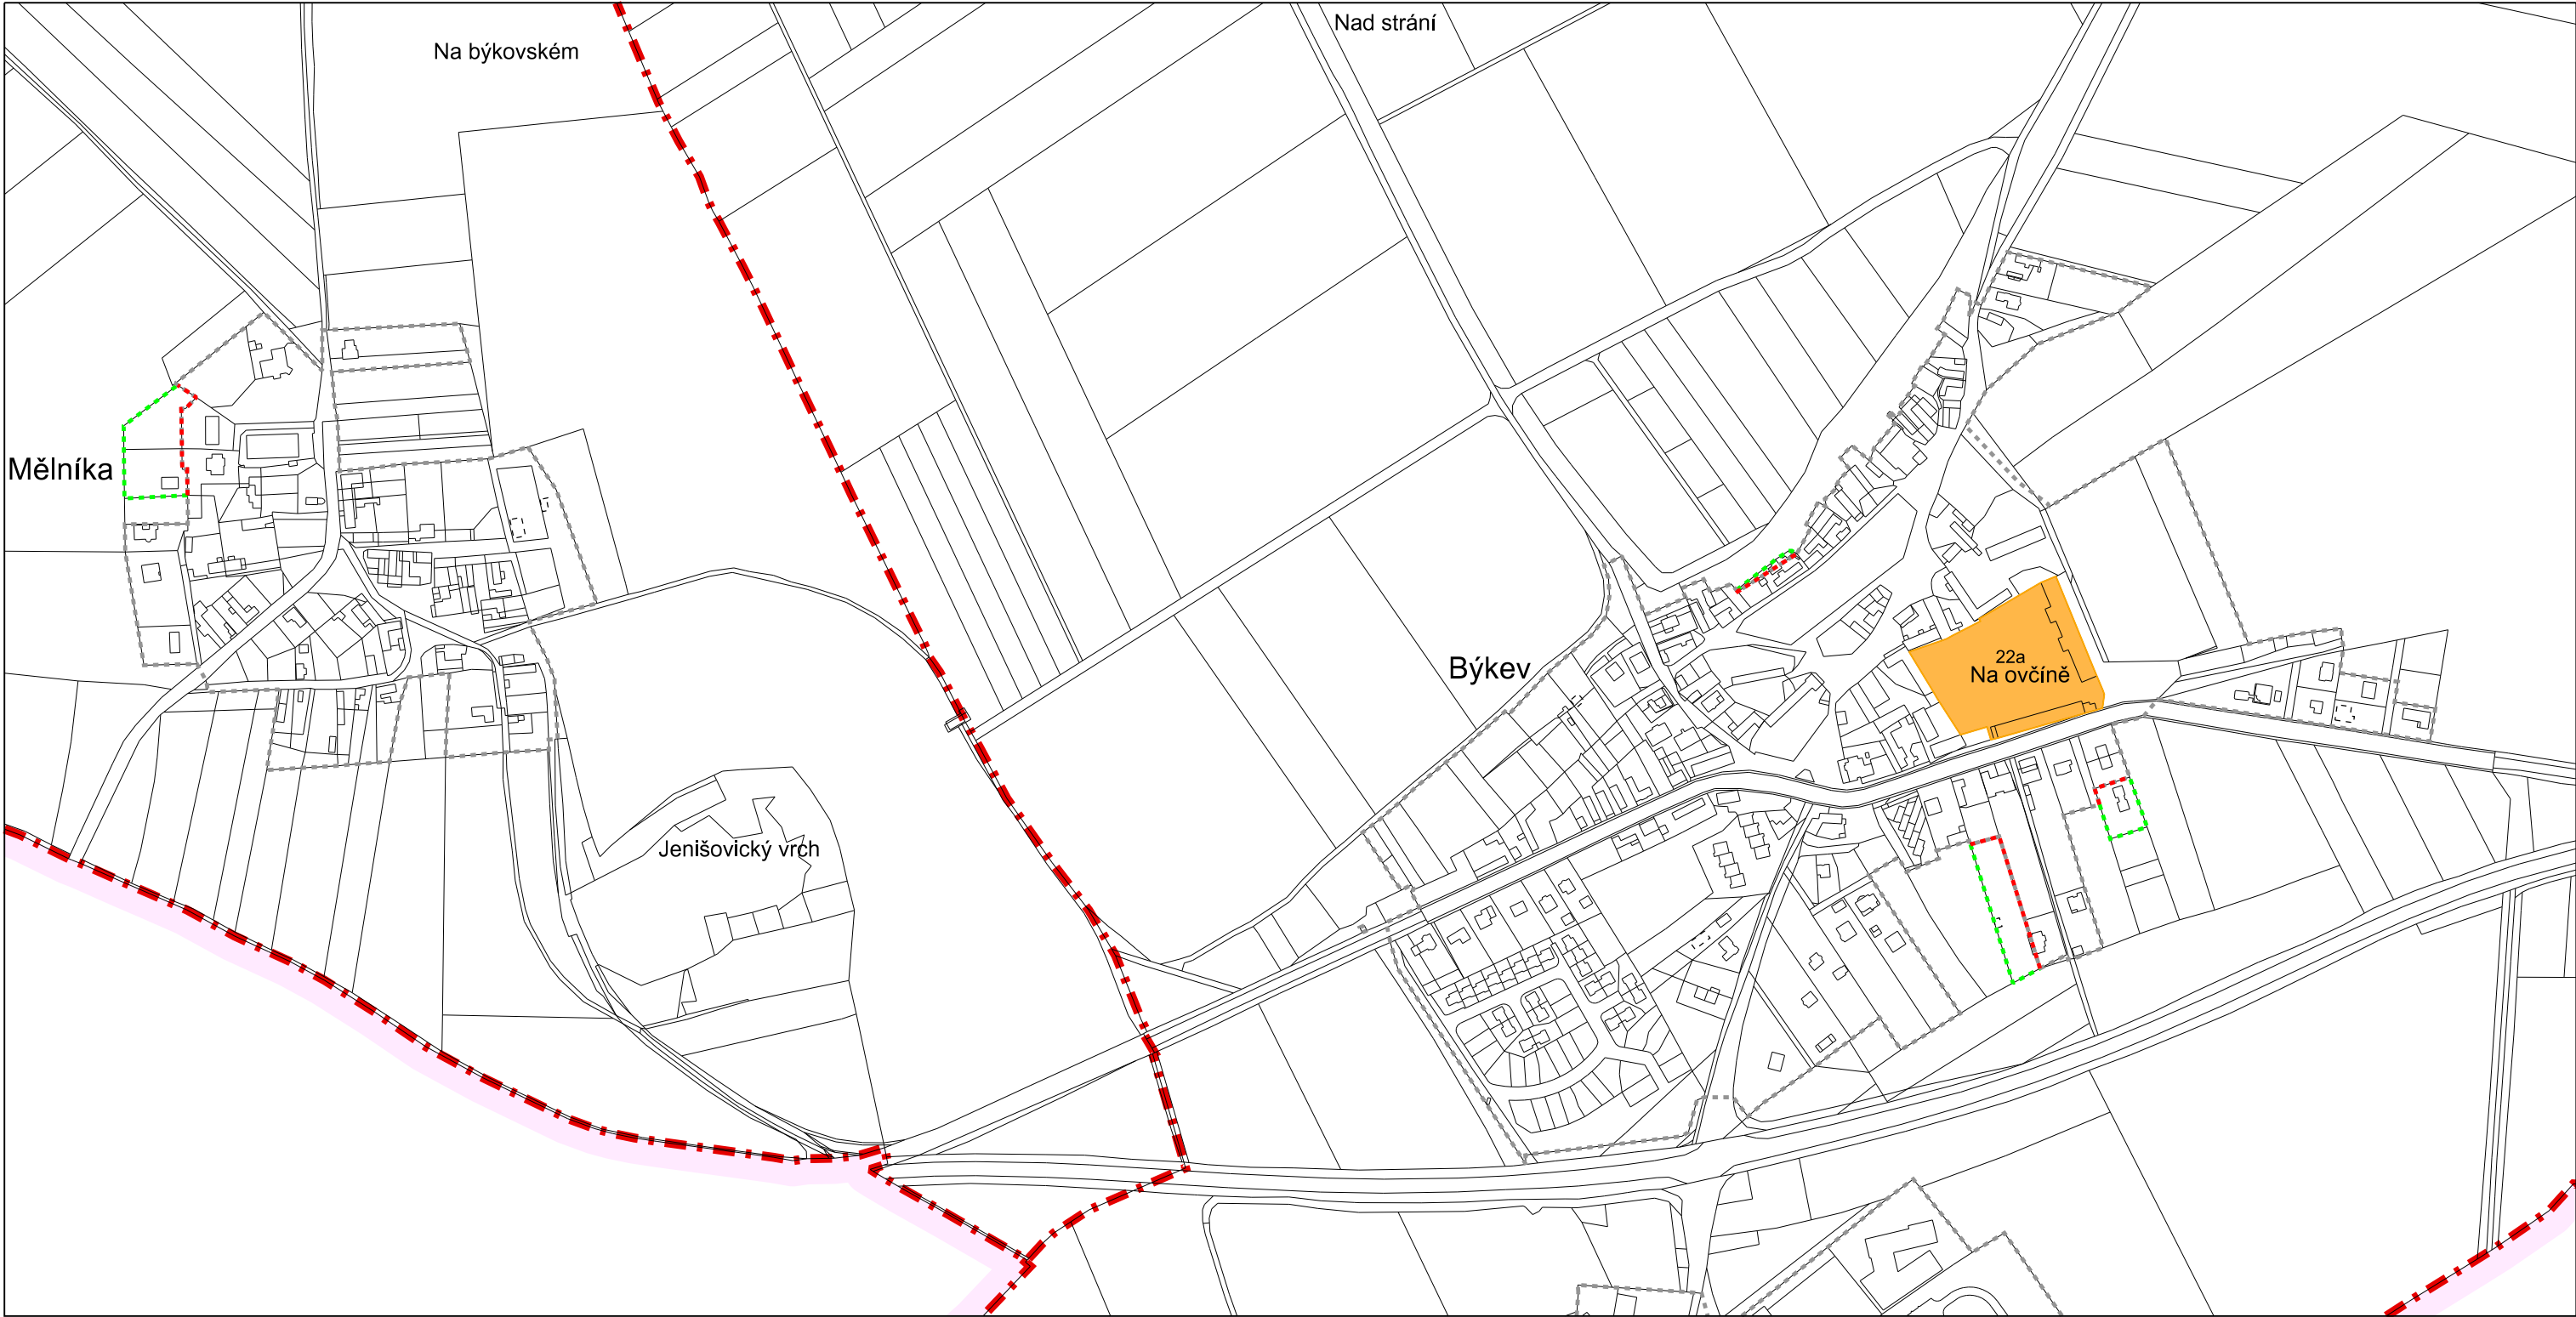 Nad strání
Na býkovském
Mělníka
Býkev
22a
Na ovčíně
Jenišovický vrch